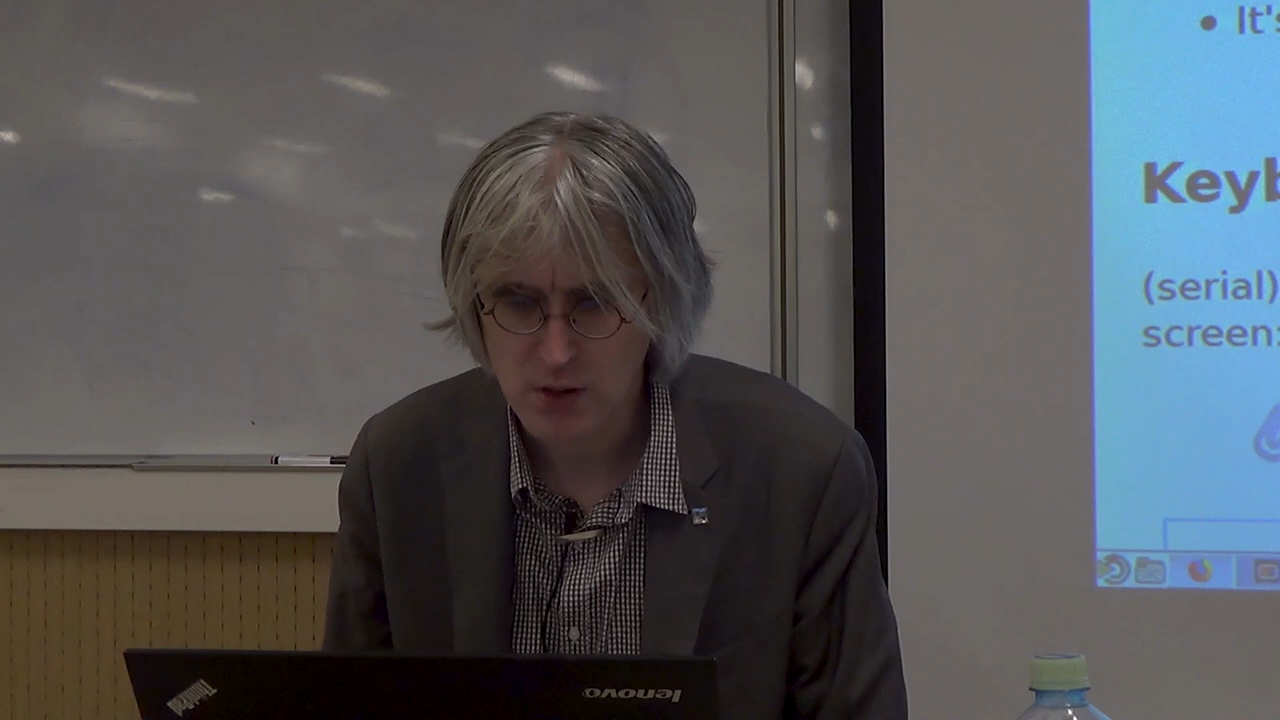 • It's
Keyb
(serial)
screen:
ThinkPad
lenovo